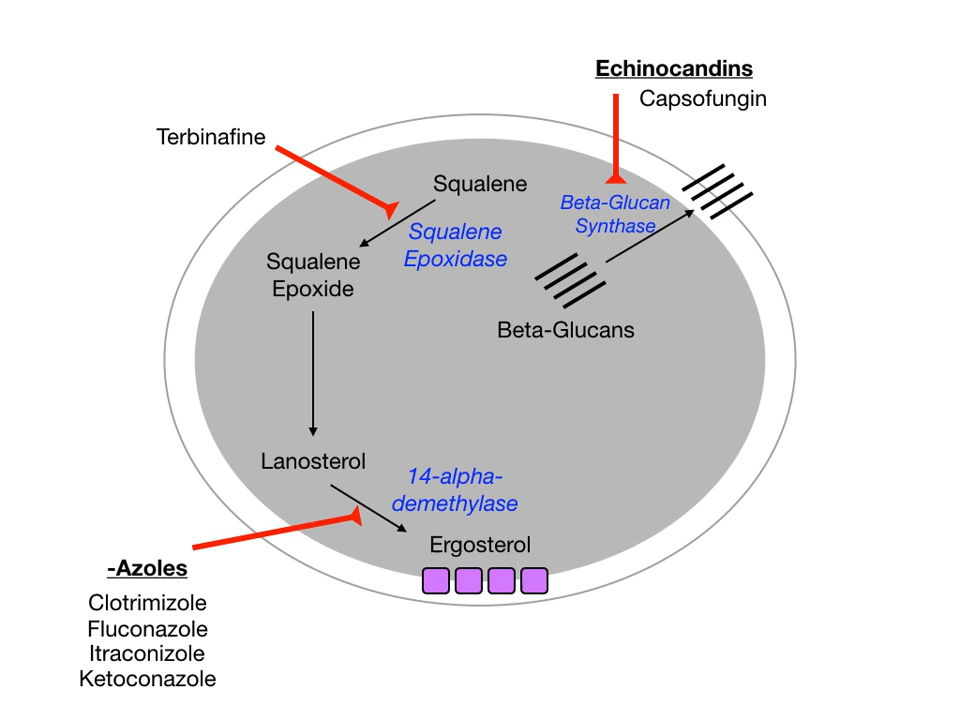 Echinocandins
Capsofungin
Terbinafine
Squalene
Beta-Glucan
Synthase
Squalene
Epoxidase
Squalene
Epoxide
Beta-Glucans
Lanosterol
14-alpha-
demethylase
Ergosterol
-Azoles
Clotrimizole
Fluconazole
Itraconizole
Ketoconazole